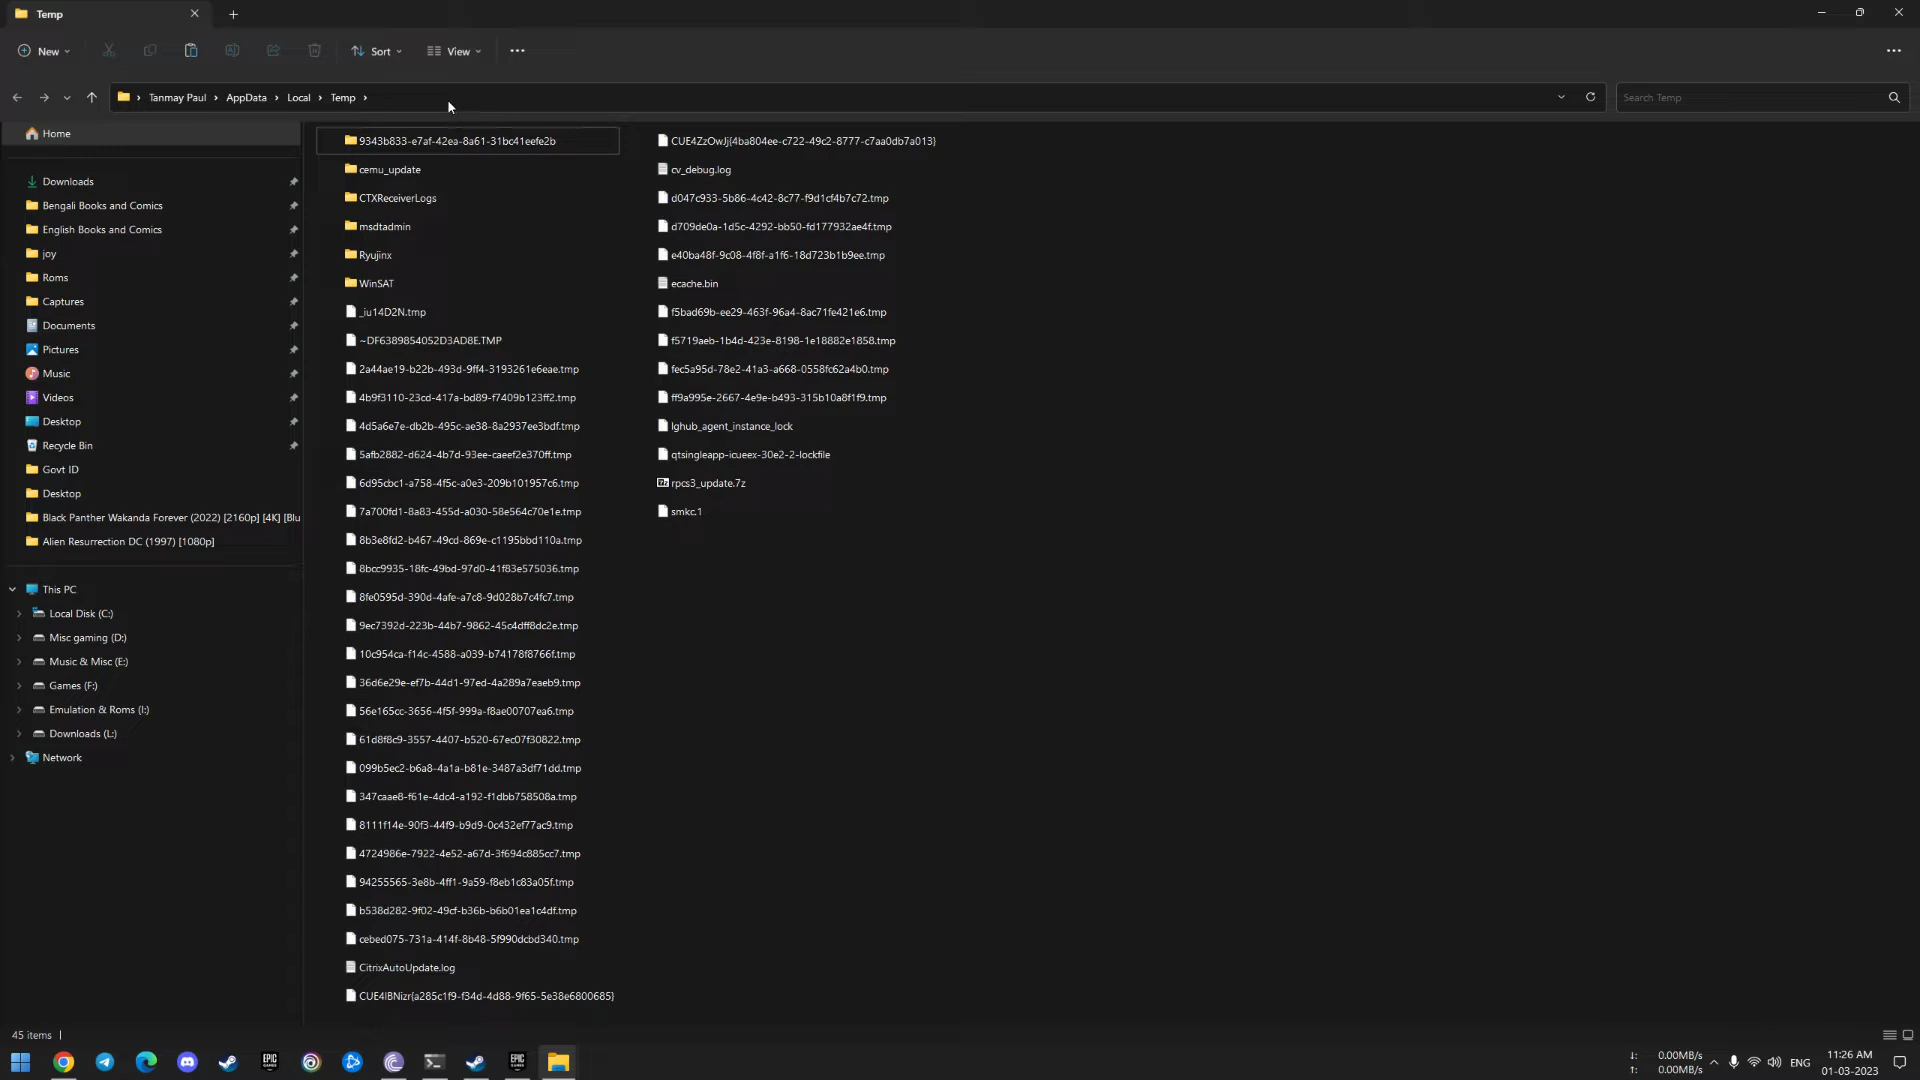 Temp
New
Sort
View
Tanmay Paul
AppData
Local
Temp
Search Temp
Home
Downloads
Bengali Books and Comics
English Books and Comics
joy
Roms
Captures
Documents
Pictures
Music
Videos
Desktop
Recycle Bin
Govt ID
Desktop
Black Panther Wakanda Forever (2022) [2160p] [4K] [Blu
Alien Resurrection DC (1997) [1080p]
This PC
Local Disk (C:)
Misc gaming (D:)
Music & Misc (E:)
Games (F:)
Emulation & Roms (I:)
Downloads (L:)
Network
9343b833-e7af-42ea-8a61-31bc41eefe2b
cemu_update
CTXReceiverLogs
msdtadmin
Ryujinx
WinSAT
_iu14D2N.tmp
~DF6389854052D3AD8E.TMP
2a44ae19-b22b-493d-9ff4-3193261e6eae.tmp
4b9f3110-23cd-417a-bd89-f7409b123ff2.tmp
4d5a6e7e-db2b-495c-ae38-8a2937ee3bdf.tmp
5afb2882-d624-4b7d-93ee-caeef2e370ff.tmp
6d95cbc1-a758-4f5c-a0e3-209b101957c6.tmp
7a700fd1-8a83-455d-a030-58e564c70e1e.tmp
8b3e8fd2-b467-49cd-869e-c1195bbd110a.tmp
8bcc9935-18fc-49bd-97d0-41f83e575036.tmp
8fe0595d-390d-4afe-a7c8-9d028b7c4fc7.tmp
9ec7392d-223b-44b7-9862-45c4dff8dc2e.tmp
10c954ca-f14c-4588-a039-b74178f8766f.tmp
36d6e29e-ef7b-44d1-97ed-4a289a7eaeb9.tmp
56e165cc-3656-4f5f-999a-f8ae00707ea6.tmp
61d8f8c9-3557-4407-b520-67ec07f30822.tmp
099b5ec2-b6a8-4a1a-b81e-3487a3df71dd.tmp
347caae8-f61e-4dc4-a192-f1dbb758508a.tmp
8111f14e-90f3-44f9-b9d9-0c432ef77ac9.tmp
4724986e-7922-4e52-a67d-3f694c885cc7.tmp
94255565-3e8b-4ff1-9a59-f8eb1c83a05f.tmp
b538d282-9f02-49cf-b36b-b6b01ea1c4df.tmp
cebed075-731a-414f-8b48-5f990dcbd340.tmp
CitrixAutoUpdate.log
CUE4IBNizr{a285c1f9-f34d-4d88-9f65-5e38e6800685}
CUE4ZzOwJj{4ba804ee-c722-49c2-8777-c7aa0db7a013}
cv_debug.log
d047c933-5b86-4c42-8c77-f9d1cf4b7c72.tmp
d709de0a-1d5c-4292-bb50-fd177932ae4f.tmp
e40ba48f-9c08-4f8f-a1f6-18d723b1b9ee.tmp
ecache.bin
f5bad69b-ee29-463f-96a4-8ac71fe421e6.tmp
f5719aeb-1b4d-423e-8198-1e18882e1858.tmp
fec5a95d-78e2-41a3-a668-0558fc62a4b0.tmp
ff9a995e-2667-4e9e-b493-315b10a8f1f9.tmp
lghub_agent_instance_lock
qtsingleapp-icueex-30e2-2-lockfile
rpcs3_update.7z
smkc.1
45 items
EPIC
EPIC
0.00MB/s
0.00MB/s
ENG
11:26 AM
01-03-2023